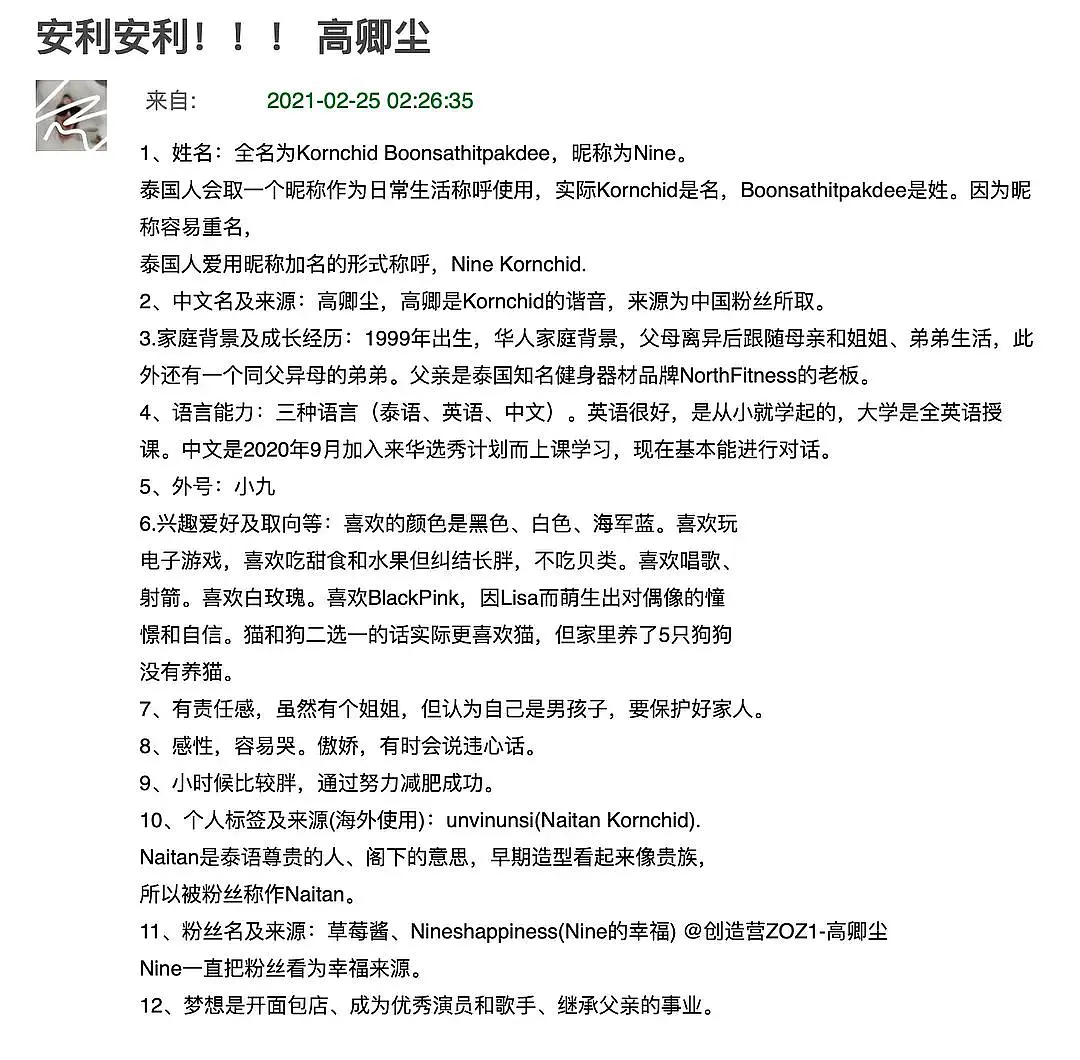 安利安利！！！ 高卿尘
来自: 2021-02-25 02:26:35
1、姓名：全名为Kornchid Boonsathitpakdee，昵称为Nine。
泰国人会取一个昵称作为日常生活称呼使用，实际Kornchid是名，Boonsathitpakdee是姓。因为昵
称容易重名，
泰国人爱用昵称加名的形式称呼，Nine Kornchid.
2、中文名及来源：高卿尘，高卿是Kornchid的谐音，来源为中国粉丝所取。
3.家庭背景及成长经历：1999年出生，华人家庭背景，父母离异后跟随母亲和姐姐、弟弟生活，此
外还有一个同父异母的弟弟。父亲是泰国知名健身器材品牌NorthFitness的老板。
4、语言能力：三种语言（泰语、英语、中文）。英语很好，是从小就学起的，大学是全英语授
课。中文是2020年9月加入来华选秀计划而上课学习，现在基本能进行对话。
5、外号：小九
6.兴趣爱好及取向等：喜欢的颜色是黑色、白色、海军蓝。喜欢玩
电子游戏，喜欢吃甜食和水果但纠结长胖，不吃贝类。喜欢唱歌、
射箭。喜欢白玫瑰。喜欢BlackPink，因Lisa而萌生出对偶像的憧
憬和自信。猫和狗二选一的话实际更喜欢猫，但家里养了5只狗狗
没有养猫。
7、有责任感，虽然有个姐姐，但认为自己是男孩子，要保护好家人。
8、感性，容易哭。傲娇，有时会说违心话。
9、小时候比较胖，通过努力减肥成功。
10、个人标签及来源(海外使用)：unvinunsi(Naitan Kornchid).
Naitan是泰语尊贵的人、阁下的意思，早期造型看起来像贵族，
所以被粉丝称作Naitan。
11、粉丝名及来源：草莓酱、Nineshappiness(Nine的幸福) @创造营ZOZ1-高卿尘
Nine一直把粉丝看为幸福来源。
12、梦想是开面包店、成为优秀演员和歌手、继承父亲的事业。